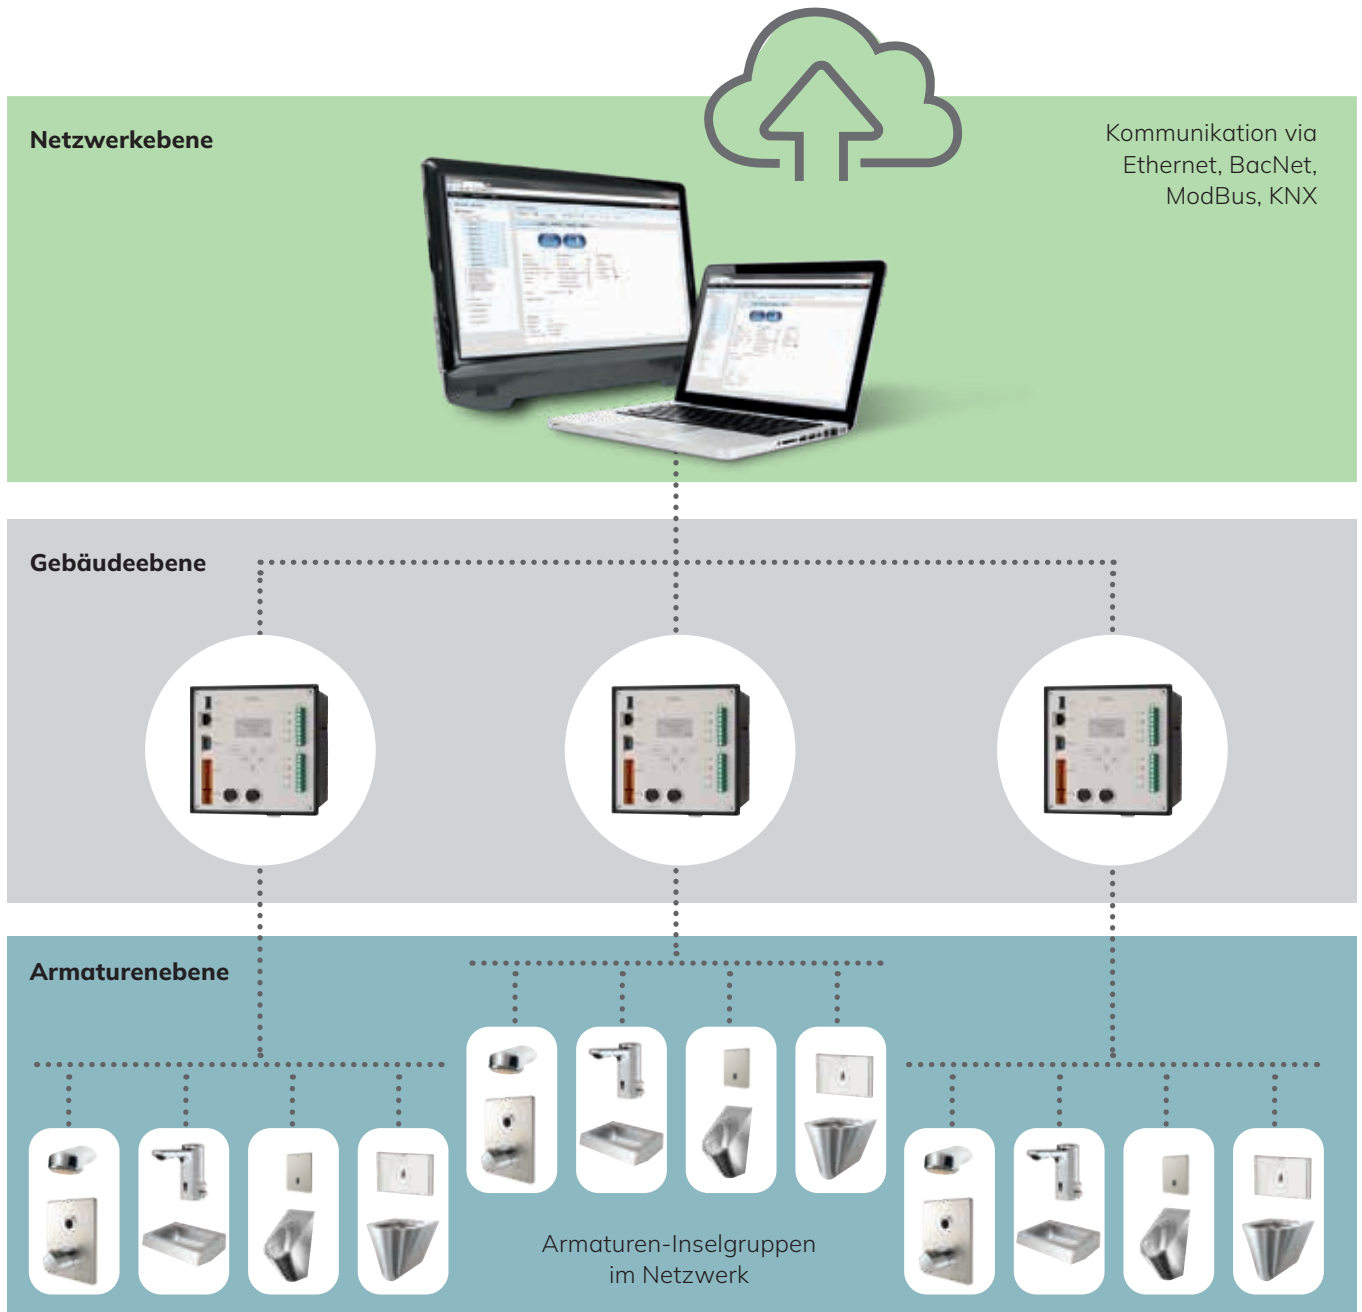 Netzwerkebene
Kommunikation via
Ethernet, BacNet,
ModBus, KNX
Gebäudeebene
Armaturenebene
Armaturen-Inselgruppen
im Netzwerk